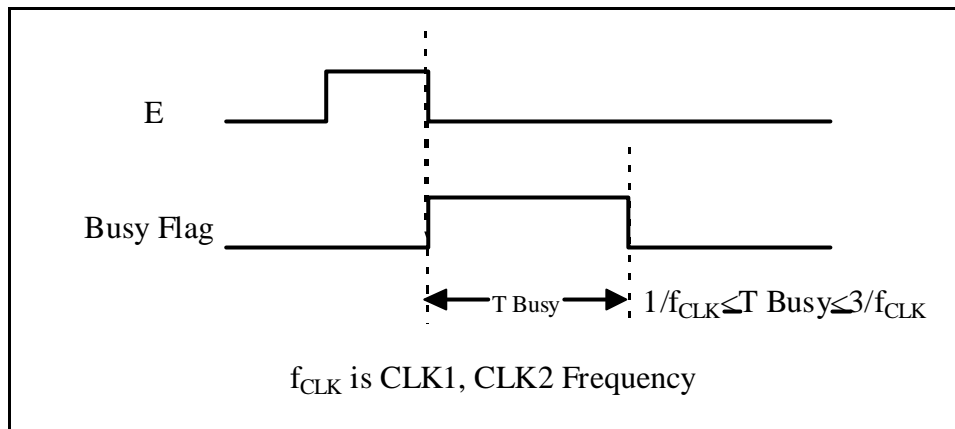 E
Busy Flag
T Busy
1/fCLK≤T Busy≤3/fCLK
fCLK is CLK1, CLK2 Frequency